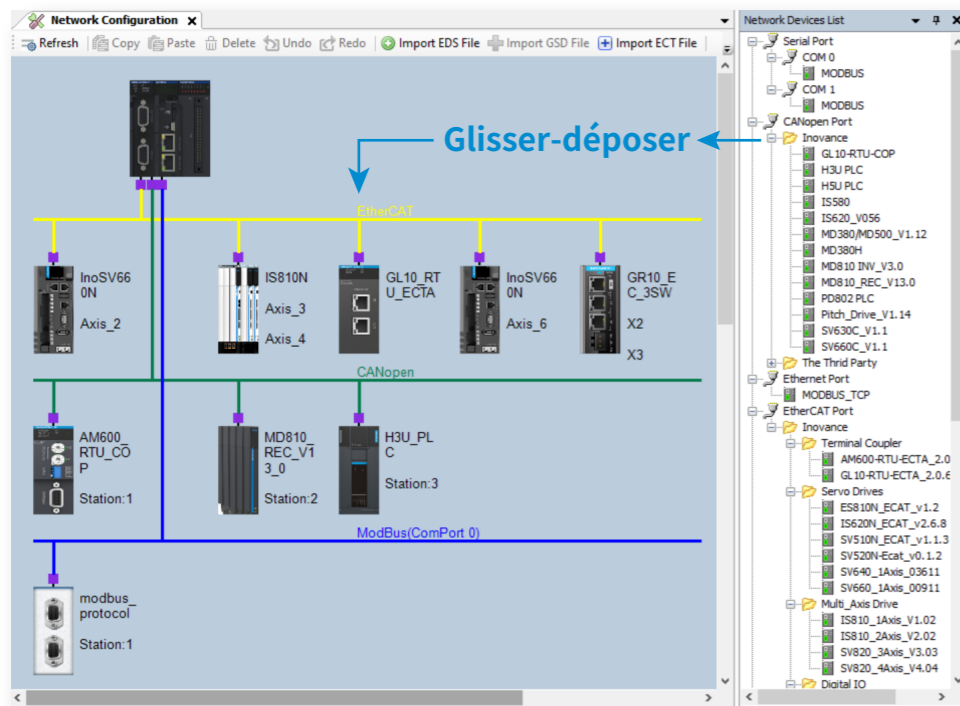 Network Configuration
Refresh Copy Paste Delete Undo Redo Import EDS File Import GSD File Import ECT File
Glisser-déposer
EtherCAT
InoSV66
0N
Axis_2
IS810N
Axis_3
Axis_4
GL10_RT
U_ECTA
InoSV66
0N
Axis_6
GR10_E
C_3SW
X2
X3
CANopen
AM600_
RTU_CO
P
Station:1
MD810_
REC_V1
3_0
Station:2
H3U_PL
C
Station:3
ModBus(ComPort 0)
modbus_
protocol
Station:1
Network Devices List
Serial Port
COM 0
MODBUS
COM 1
MODBUS
CANopen Port
Inovance
GL10-RTU-COP
H3U PLC
H5U PLC
IS580
IS620_V056
MD380/MD500_V1.12
MD380H
MD810 INV_V3.0
MD810_REC_V13.0
PD802 PLC
Pitch_Drive_V1.14
SV630C_V1.1
SV660C_V1.1
The Thrid Party
Ethernet Port
MODBUS_TCP
EtherCAT Port
Inovance
Terminal Coupler
AM600-RTU-ECTA_2.0
GL10-RTU-ECTA_2.0.6
Servo Drives
ES810N_ECAT_v1.2
IS620N_ECAT_v2.6.8
SV510N_ECAT_v1.1.3
SV520N-Ecat_v0.1.2
SV640_1Axis_03611
SV660_1Axis_00911
Multi_Axis Drive
IS810_1Axis_V1.02
IS810_2Axis_V2.02
SV820_3Axis_V3.03
SV820_4Axis_V4.04
Digital IO